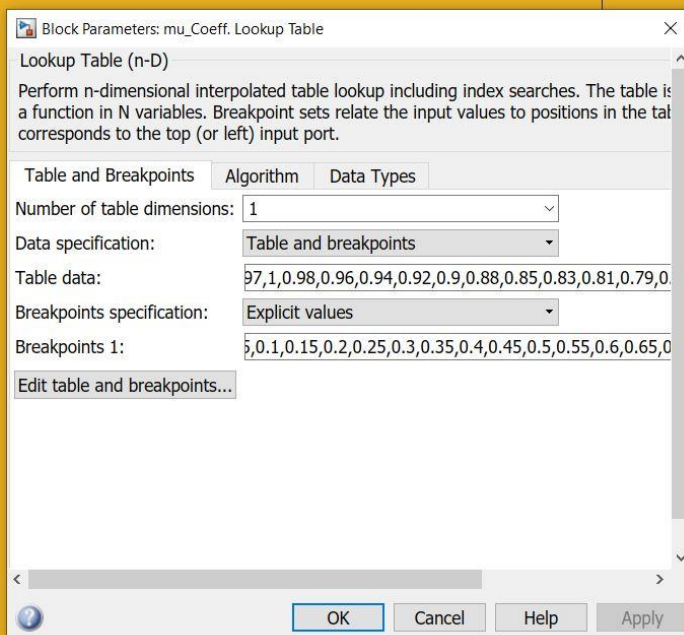 Block Parameters: mu_Coeff. Lookup Table
Lookup Table (n-D)
Perform n-dimensional interpolated table lookup including index searches. The table is
a function in N variables. Breakpoint sets relate the input values to positions in the tab
corresponds to the top (or left) input port.
Table and Breakpoints Algorithm Data Types
Number of table dimensions: 1
Data specification: Table and breakpoints
Table data: 97,1,0.98,0.96,0.94,0.92,0.9,0.88,0.85,0.83,0.81,0.79,0.
Breakpoints specification: Explicit values
Breakpoints 1: 5,0.1,0.15,0.2,0.25,0.3,0.35,0.4,0.45,0.5,0.55,0.6,0.65,0
Edit table and breakpoints...
OK Cancel Help Apply